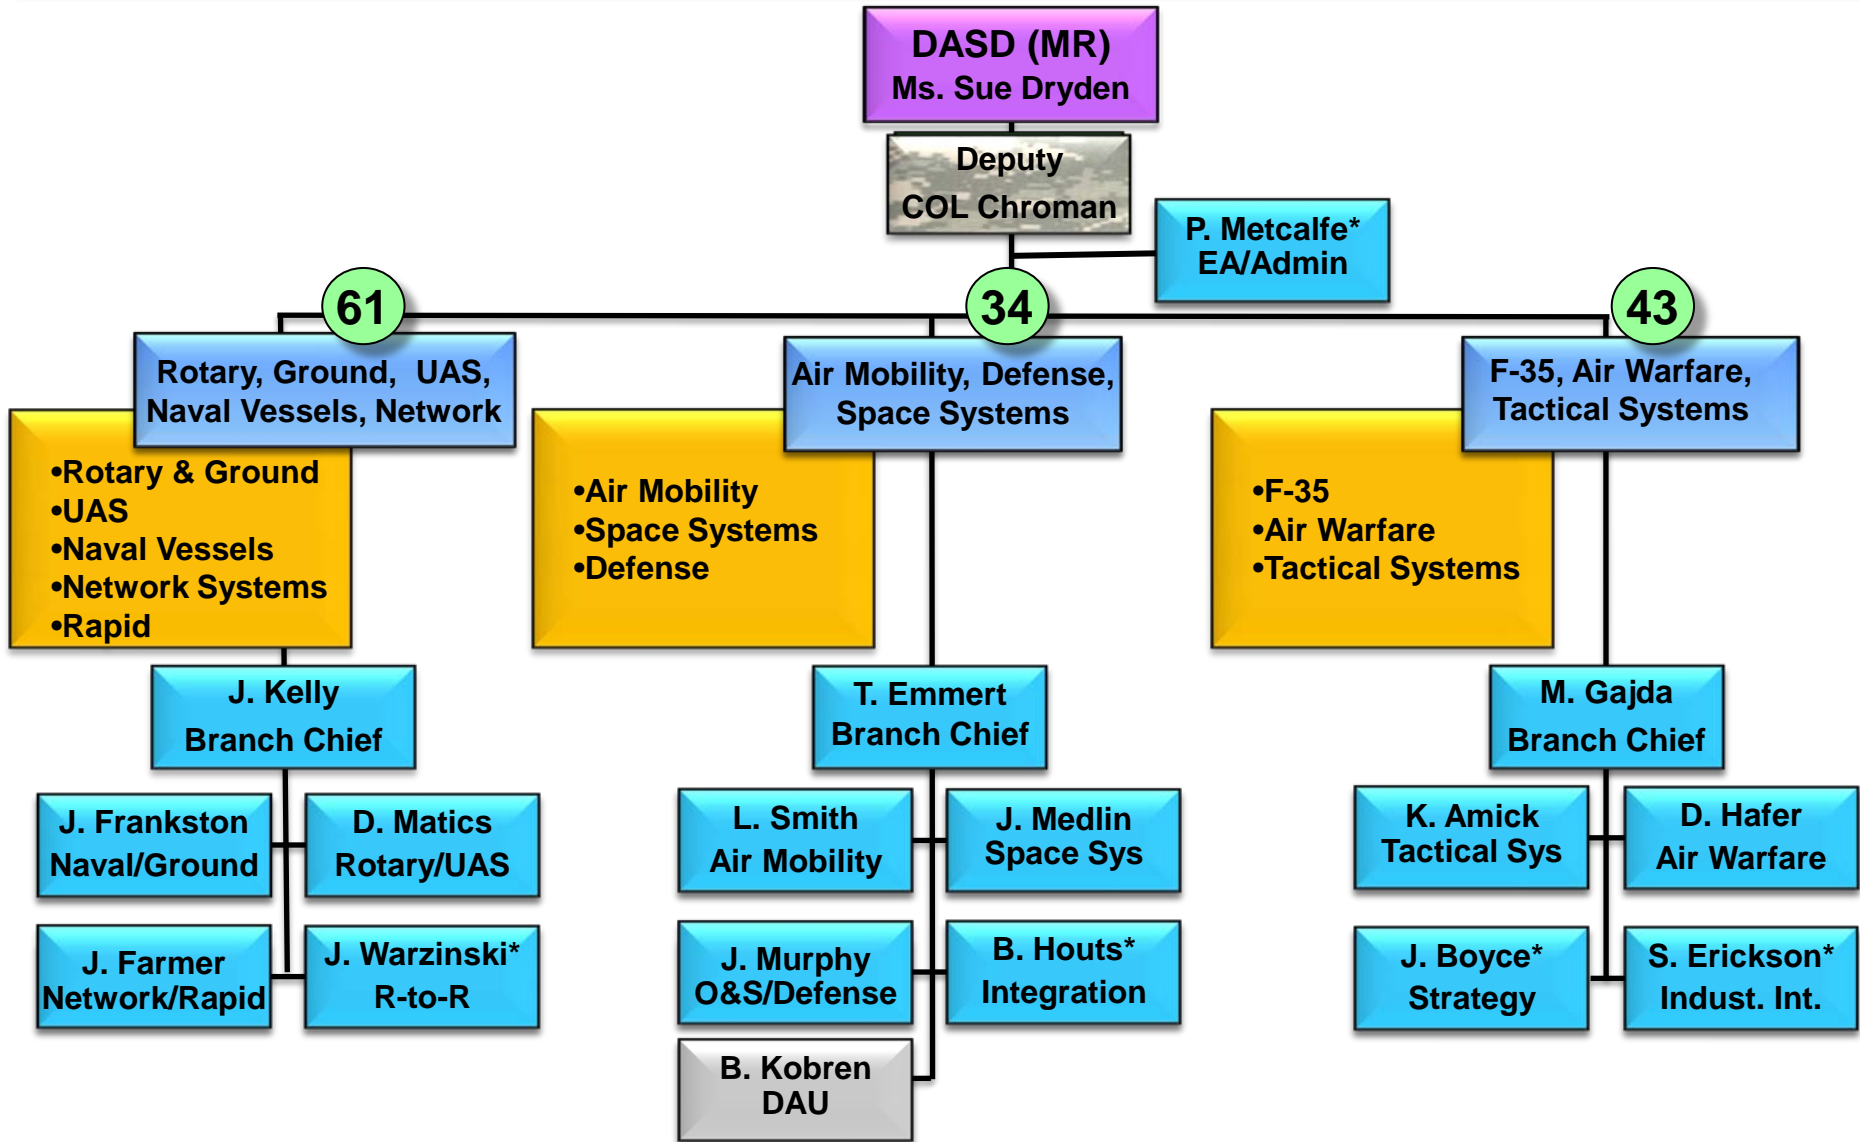 DASD (MR)
Ms. Sue Dryden
Deputy
COL Chroman
P. Metcalfe*
EA/Admin
61
34
43
Rotary, Ground, UAS,
Naval Vessels, Network
•Rotary & Ground
•UAS
•Naval Vessels
•Network Systems
•Rapid
Air Mobility, Defense,
Space Systems
•Air Mobility
•Space Systems
•Defense
F-35, Air Warfare,
Tactical Systems
•F-35
•Air Warfare
•Tactical Systems
J. Kelly
Branch Chief
T. Emmert
Branch Chief
M. Gajda
Branch Chief
J. Frankston
Naval/Ground
D. Matics
Rotary/UAS
J. Farmer
Network/Rapid
J. Warzinski*
R-to-R
L. Smith
Air Mobility
J. Medlin
Space Sys
J. Murphy
O&S/Defense
B. Houts*
Integration
B. Kobren
DAU
K. Amick
Tactical Sys
D. Hafer
Air Warfare
J. Boyce*
Strategy
S. Erickson*
Indust. Int.